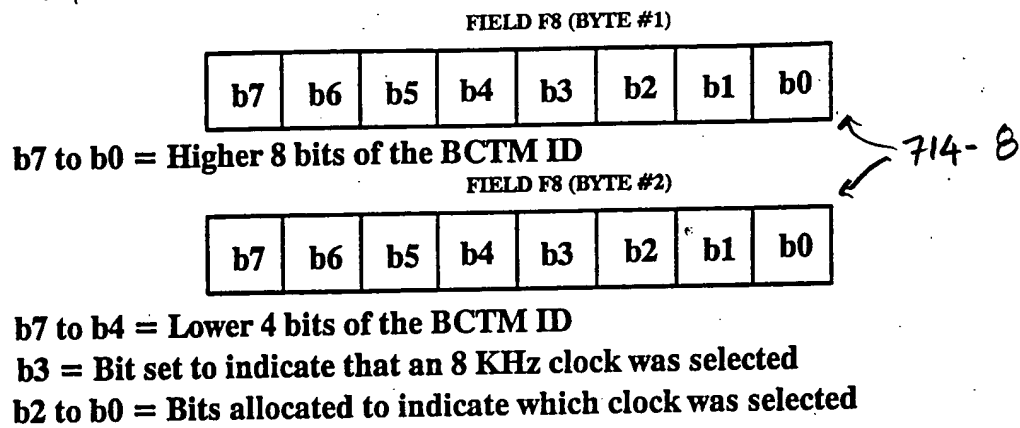 FIELD F8 (BYTE #1)
b7 b6 b5 b4 b3 b2 b1 b0
b7 to b0 = Higher 8 bits of the BCTM ID
714-8
FIELD F8 (BYTE #2)
b7 b6 b5 b4 b3 b2 b1 b0
b7 to b4 = Lower 4 bits of the BCTM ID
b3 = Bit set to indicate that an 8 KHz clock was selected
b2 to b0 = Bits allocated to indicate which clock was selected